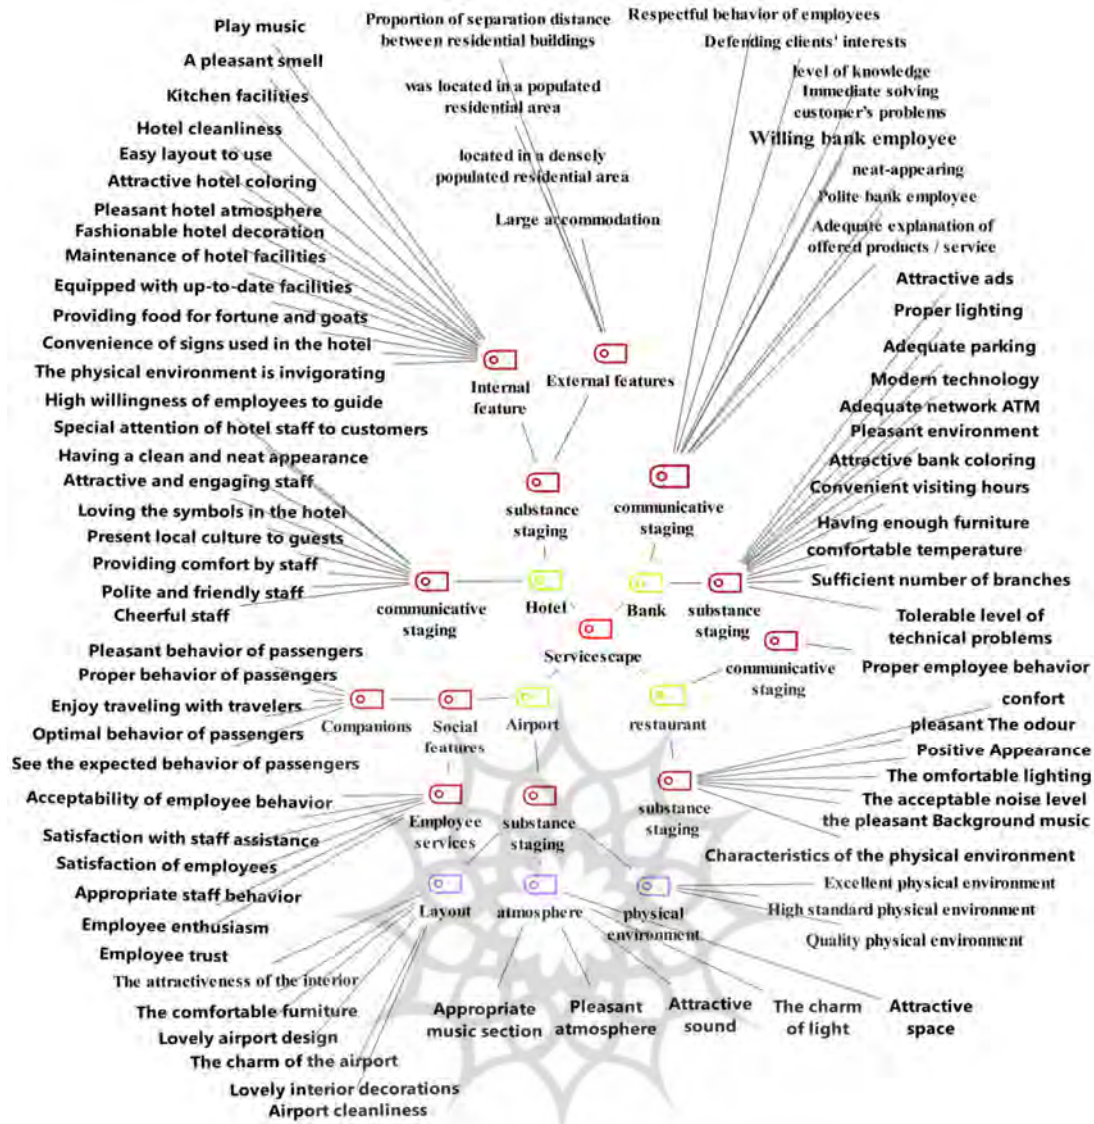 Play music
A pleasant smell
Kitchen facilities
Hotel cleanliness
Easy layout to use
Attractive hotel coloring
Pleasant hotel atmosphere
Fashionable hotel decoration
Maintenance of hotel facilities
Equipped with up-to-date facilities
Providing food for fortune and goats
Convenience of signs used in the hotel
The physical environment is invigorating
High willingness of employees to guide
Special attention of hotel staff to customers
Having a clean and neat appearance
Attractive and engaging staff
Loving the symbols in the hotel
Present local culture to guests
Providing comfort by staff
Polite and friendly staff
Cheerful staff
Proportion of separation distance
between residential buildings
was located in a populated
residential area
located in a densely
populated residential area
Large accommodation
Respectful behavior of employees
Defending clients' interests
level of knowledge
Immediate solving
customer's problems
Willing bank employee
neat-appearing
Polite bank employee
Adequate explanation of
offered products / service
Attractive ads
Proper lighting
Adequate parking
Modern technology
Adequate network ATM
Pleasant environment
Attractive bank coloring
Convenient visiting hours
Having enough furniture
comfortable temperature
Sufficient number of branches
Tolerable level of
technical problems
Internal
feature
External features
substance
staging
communicative
staging
communicative
staging
Hotel
Bank
substance
staging
Servicescape
communicative
staging
Proper employee behavior
Pleasant behavior of passengers
Proper behavior of passengers
Enjoy traveling with travelers
Optimal behavior of passengers
See the expected behavior of passengers
Companions
Social
features
Airport
restaurant
confort
pleasant The odour
Positive Appearance
The omfortable lighting
The acceptable noise level
the pleasant Background music
Characteristics of the physical environment
substance
staging
Acceptability of employee behavior
Satisfaction with staff assistance
Satisfaction of employees
Appropriate staff behavior
Employee enthusiasm
Employee trust
Employee
services
substance
staging
Layout
atmosphere
physical
environment
Excellent physical environment
High standard physical environment
Quality physical environment
The attractiveness of the interior
The comfortable furniture
Lovely airport design
The charm of the airport
Lovely interior decorations
Airport cleanliness
Appropriate
music section
Pleasant
atmosphere
Attractive
sound
The charm
of light
Attractive
space